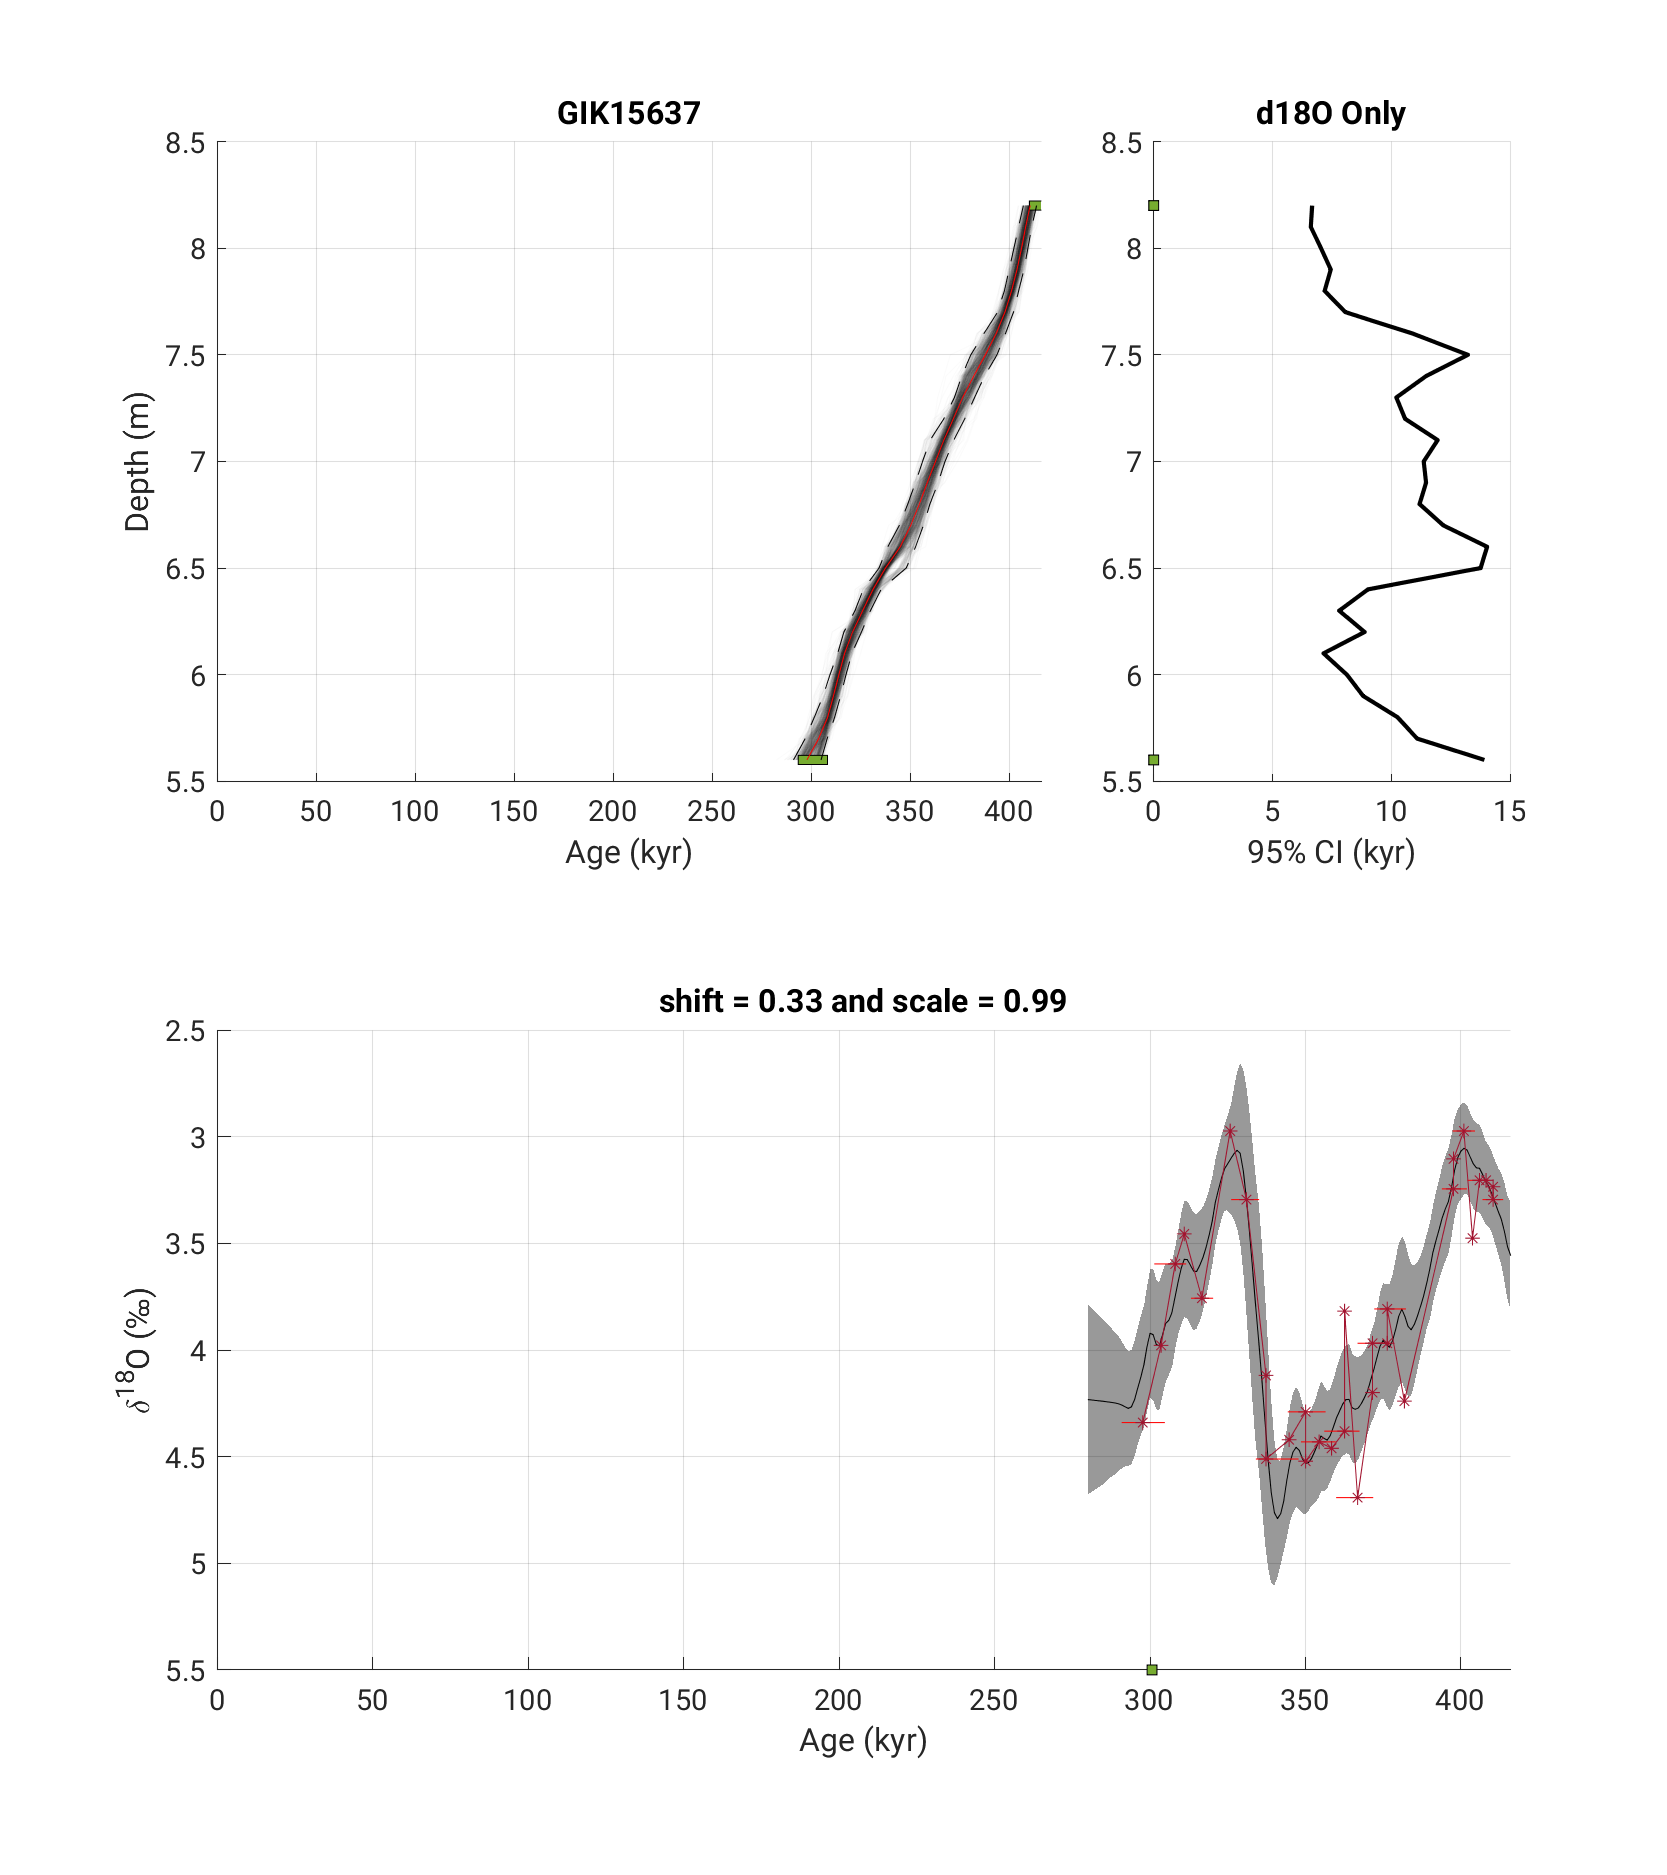 GIK15637
d18O Only
8.5
8
7.5
7
6.5
6
5.5
Depth (m)
0 50 100 150 200 250 300 350 400
Age (kyr)
8.5
8
7.5
7
6.5
6
5.5
0 5 10 15
95% CI (kyr)
shift = 0.33 and scale = 0.99
2.5
3
3.5
4
4.5
5
5.5
δ18O (‰)
0 50 100 150 200 250 300 350 400
Age (kyr)